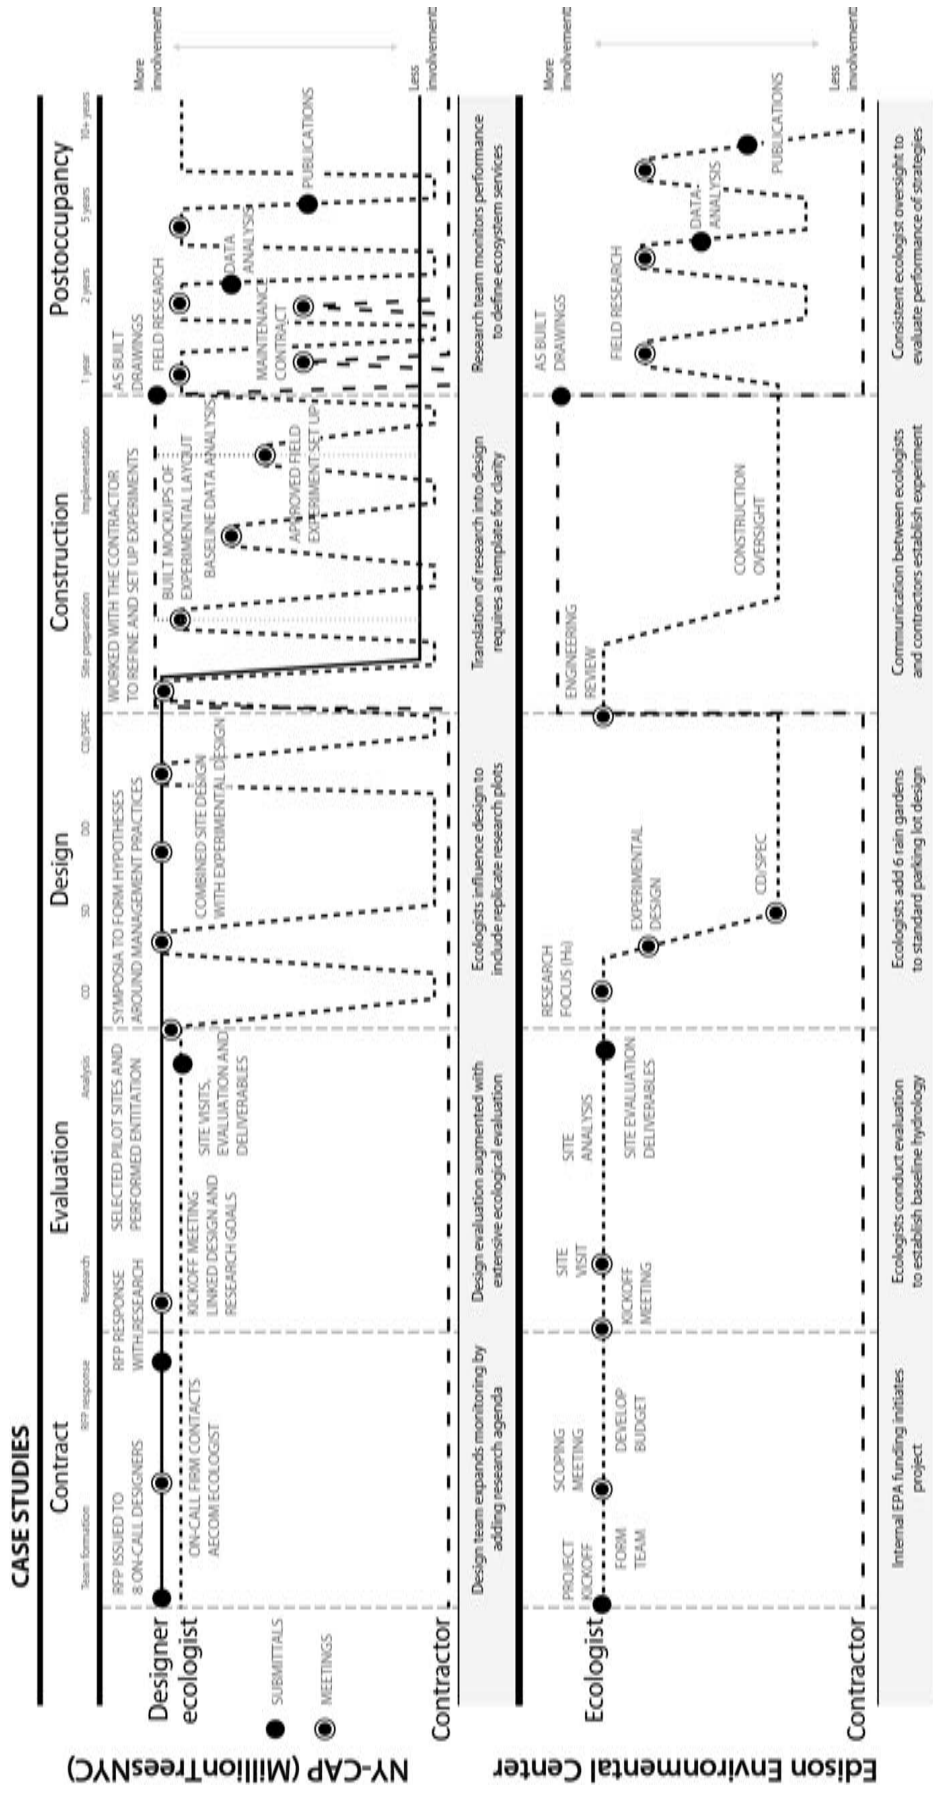 CASE STUDIES
Contract
Evaluation
Design
Construction
Postoccupancy
Team formation
RFP response
Research
Analysis
CD
SD
DD
CD/SPEC
Site preparation
Implementation
1 year
2 years
5 years
10+ years
NY-CAP (MillionTreesNYC)
Designer
ecologist
Contractor
SUBMITTALS
MEETINGS
RFP ISSUED TO
8 ON-CALL DESIGNERS
ON-CALL FIRM CONTACTS
AECOM ECOLOGIST
RFP RESPONSE
WITH RESEARCH
KICKOFF MEETING
LINKED DESIGN AND
RESEARCH GOALS
SELECTED PILOT SITES AND
PERFORMED ENTITATION
SITE VISITS,
EVALUATION AND
DELIVERABLES
SYMPOSIA TO FORM HYPOTHESES
AROUND MANAGEMENT PRACTICES
COMBINED SITE DESIGN
WITH EXPERIMENTAL DESIGN
WORKED WITH THE CONTRACTOR
TO REFINE AND SET UP EXPERIMENTS
BUILT MOCKUPS OF
EXPERIMENTAL LAYOUT
BASELINE DATA ANALYSIS
APPROVED FIELD
EXPERIMENT SET UP
AS BUILT
DRAWINGS
FIELD RESEARCH
MAINTENANCE
CONTRACT
DATA
ANALYSIS
PUBLICATIONS
More
involvement
Less
involvement
Design team expands monitoring by
adding research agenda
Design evaluation augmented with
extensive ecological evaluation
Ecologists influence design to
include replicate research plots
Translation of research into design
requires a template for clarity
Research team monitors performance
to define ecosystem services
Edison Environmental Center
Ecologist
Contractor
PROJECT
KICKOFF
FORM
TEAM
SCOPING
MEETING
DEVELOP
BUDGET
KICKOFF
MEETING
SITE
VISIT
SITE
ANALYSIS
SITE EVALUATION
DELIVERABLES
RESEARCH
FOCUS (H₀)
EXPERIMENTAL
DESIGN
CD/SPEC
ENGINEERING
REVIEW
CONSTRUCTION
OVERSIGHT
AS BUILT
DRAWINGS
FIELD RESEARCH
DATA
ANALYSIS
PUBLICATIONS
More
involvement
Less
involvement
Internal EPA funding initiates
project
Ecologists conduct evaluation
to establish baseline hydrology
Ecologists add 6 rain gardens
to standard parking lot design
Communication between ecologists
and contractors establish experiment
Consistent ecologist oversight to
evaluate performance of strategies